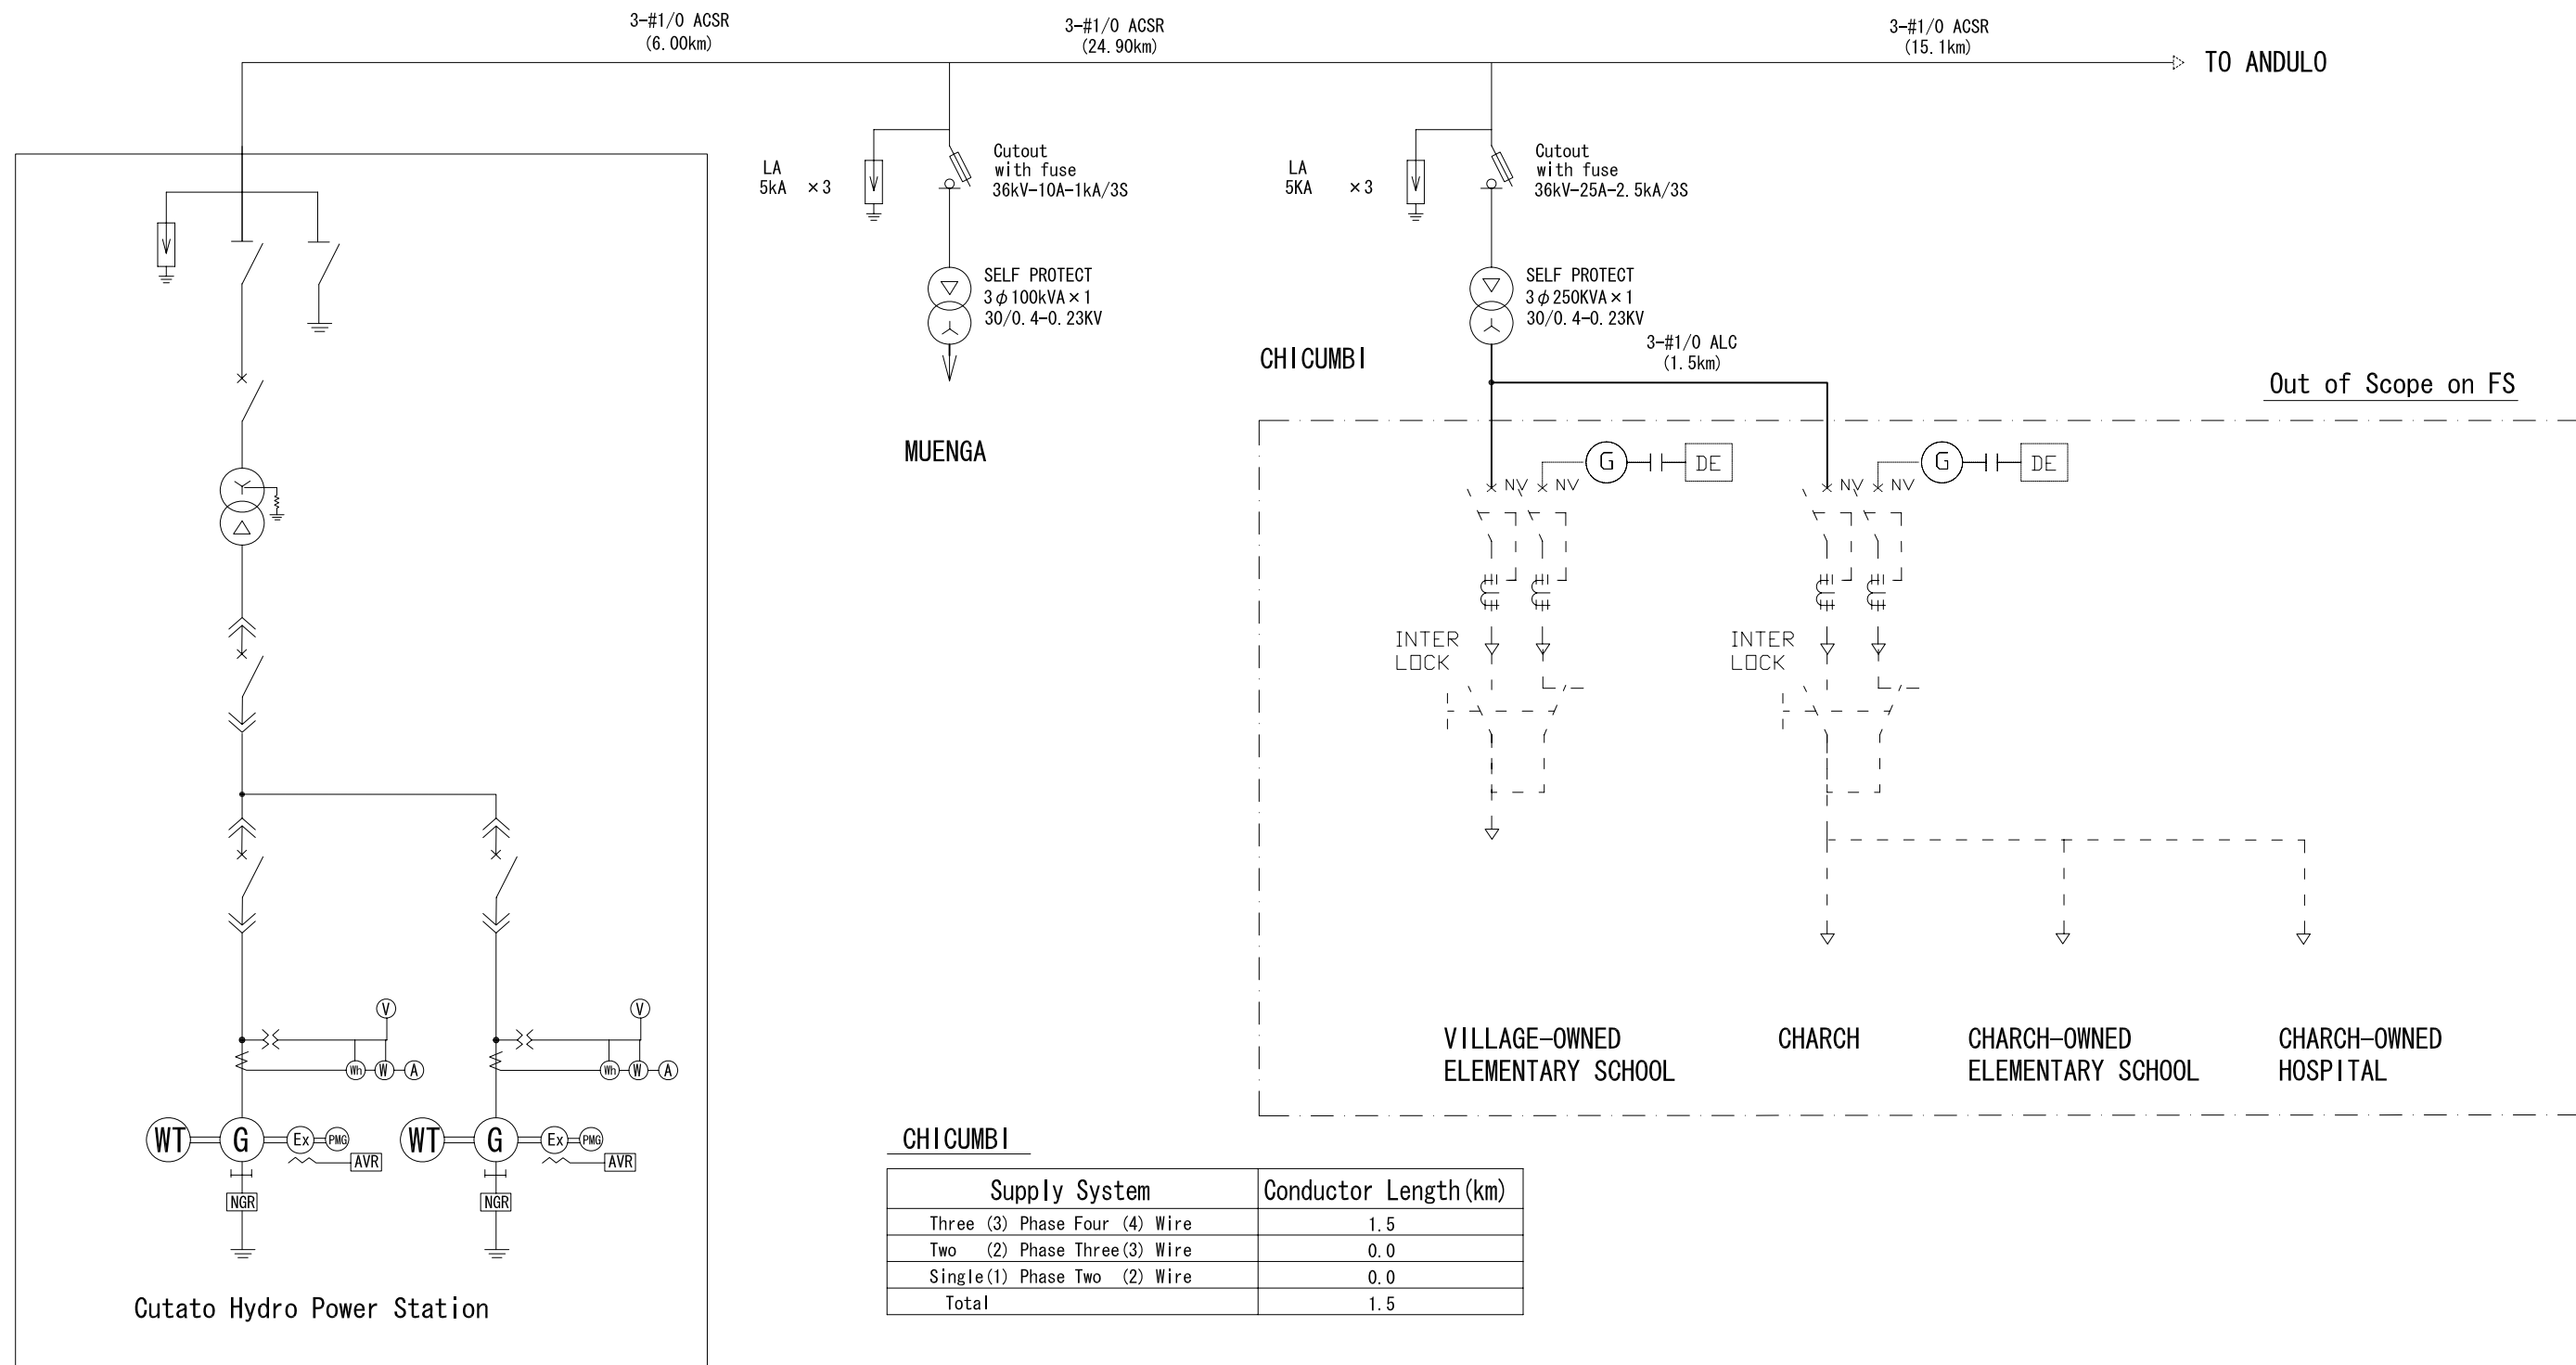 3-#1/0 ACSR
(6.00km)
3-#1/0 ACSR
(24.90km)
3-#1/0 ACSR
(15.1km)
TO ANDULO
LA
5kA ×3
Cutout
with fuse
36kV-10A-1kA/3S
LA
5KA ×3
Cutout
with fuse
36kV-25A-2.5kA/3S
SELF PROTECT
3φ100kVA×1
30/0.4-0.23KV
SELF PROTECT
3φ250KVA×1
30/0.4-0.23KV
3-#1/0 ALC
(1.5km)
CHICUMBI
Out of Scope on FS
MUENGA
G DE
G DE
NV NV
NV NV
INTER
LOCK
INTER
LOCK
V
Wh W A
V
Wh W A
WT G Ex PMG
AVR
NGR
WT G Ex PMG
AVR
NGR
VILLAGE-OWNED
ELEMENTARY SCHOOL
CHARCH
CHARCH-OWNED
ELEMENTARY SCHOOL
CHARCH-OWNED
HOSPITAL
Cutato Hydro Power Station
CHICUMBI
Supply System Conductor Length(km)
Three (3) Phase Four (4) Wire 1.5
Two (2) Phase Three(3) Wire 0.0
Single(1) Phase Two (2) Wire 0.0
Total 1.5